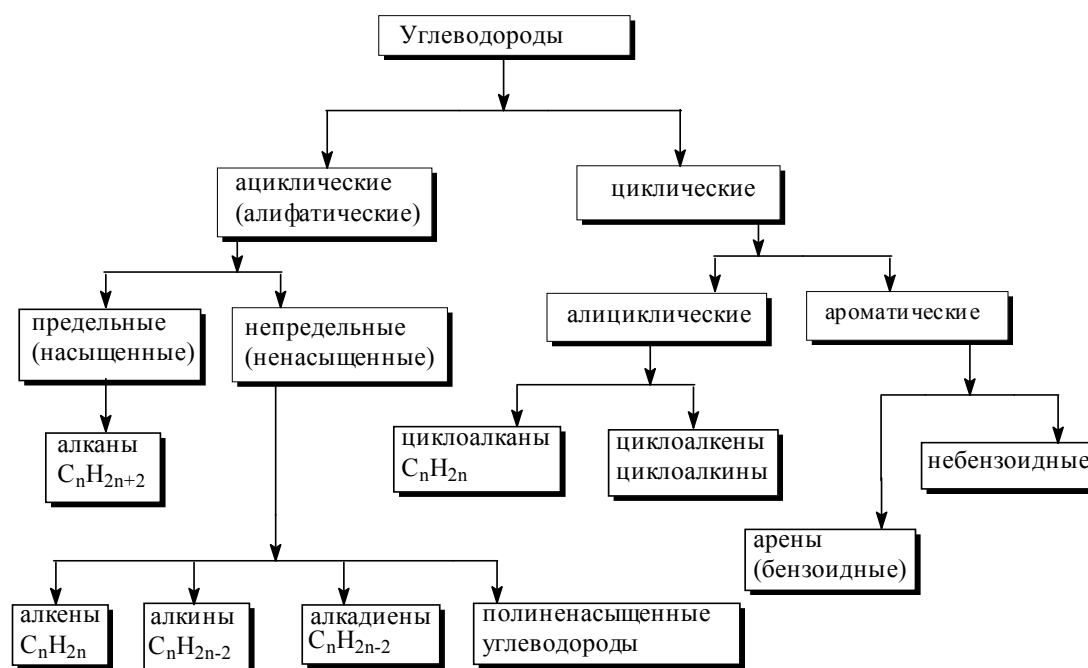 Углеводороды
ациклические
(алифатические)
циклические
предельные
(насыщенные)
непредельные
(ненасыщенные)
алициклические
ароматические
алканы
CnH2n+2
циклоалканы
CnH2n
циклоалкены
циклоалкины
небензоидные
арены
(бензоидные)
алкены
CnH2n
алкины
CnH2n-2
алкадиены
CnH2n-2
полиненасыщенные
углеводороды